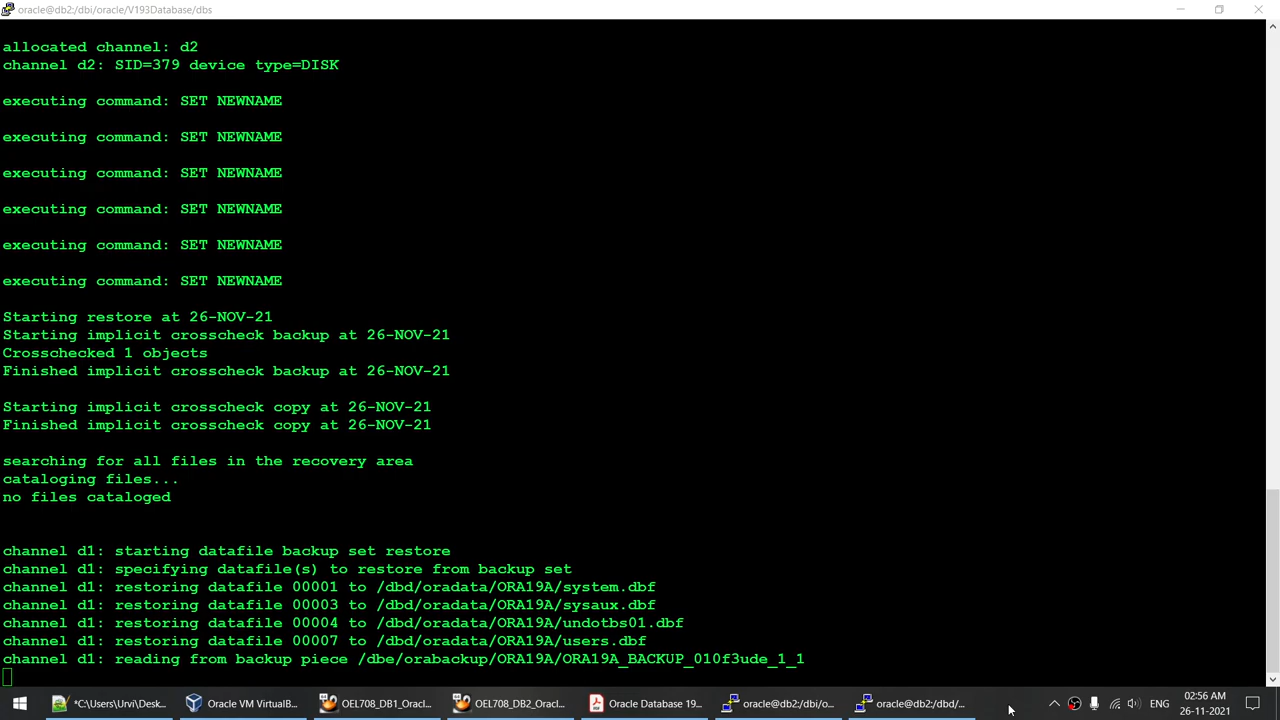 oracle@db2:/dbi/oracle/V193Database/dbs
allocated channel: d2
channel d2: SID=379 device type=DISK
executing command: SET NEWNAME
executing command: SET NEWNAME
executing command: SET NEWNAME
executing command: SET NEWNAME
executing command: SET NEWNAME
executing command: SET NEWNAME
Starting restore at 26-NOV-21
Starting implicit crosscheck backup at 26-NOV-21
Crosschecked 1 objects
Finished implicit crosscheck backup at 26-NOV-21
Starting implicit crosscheck copy at 26-NOV-21
Finished implicit crosscheck copy at 26-NOV-21
searching for all files in the recovery area
cataloging files...
no files cataloged
channel d1: starting datafile backup set restore
channel d1: specifying datafile(s) to restore from backup set
channel d1: restoring datafile 00001 to /dbd/oradata/ORA19A/system.dbf
channel d1: restoring datafile 00003 to /dbd/oradata/ORA19A/sysaux.dbf
channel d1: restoring datafile 00004 to /dbd/oradata/ORA19A/undotbs01.dbf
channel d1: restoring datafile 00007 to /dbd/oradata/ORA19A/users.dbf
channel d1: reading from backup piece /dbe/orabackup/ORA19A/ORA19A_BACKUP_010f3ude_1_1
*C:\Users\Urvi\Desk... Oracle VM VirtualB... OEL708_DB1_Oracl... OEL708_DB2_Oracl... Oracle Database 19... oracle@db2:/dbi/o... oracle@db2:/dbd/... ENG 02:56 AM
26-11-2021